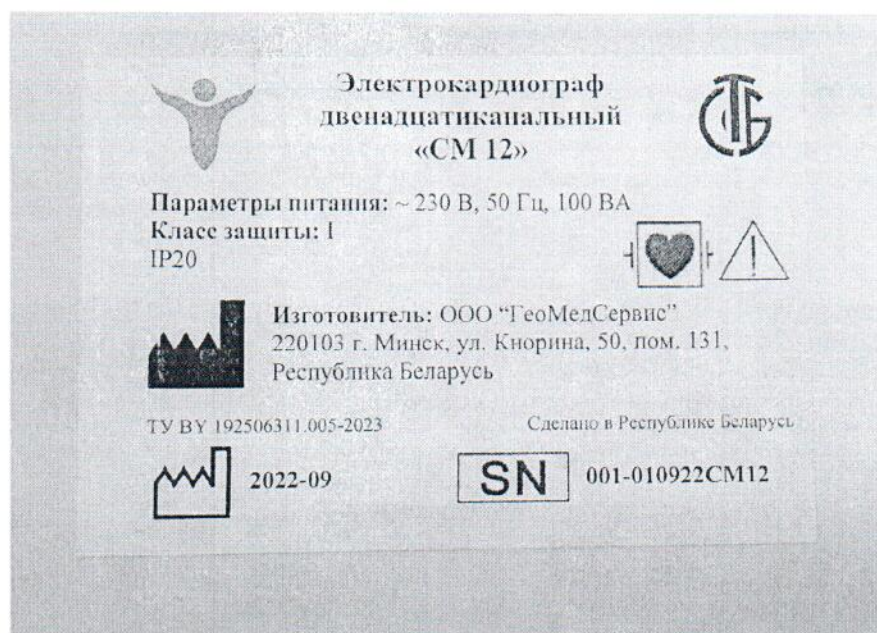 Электрокардиограф
двенадцатиканальный
«СМ 12»
СТБ
Параметры питания: ~ 230 В, 50 Гц, 100 ВА
Класс защиты: I
IP20
Изготовитель: ООО “ГеоМедСервис”
220103 г. Минск, ул. Кнорина, 50, пом. 131,
Республика Беларусь
ТУ BY 192506311.005-2023
Сделано в Республике Беларусь
2022-09
SN 001-010922СМ12